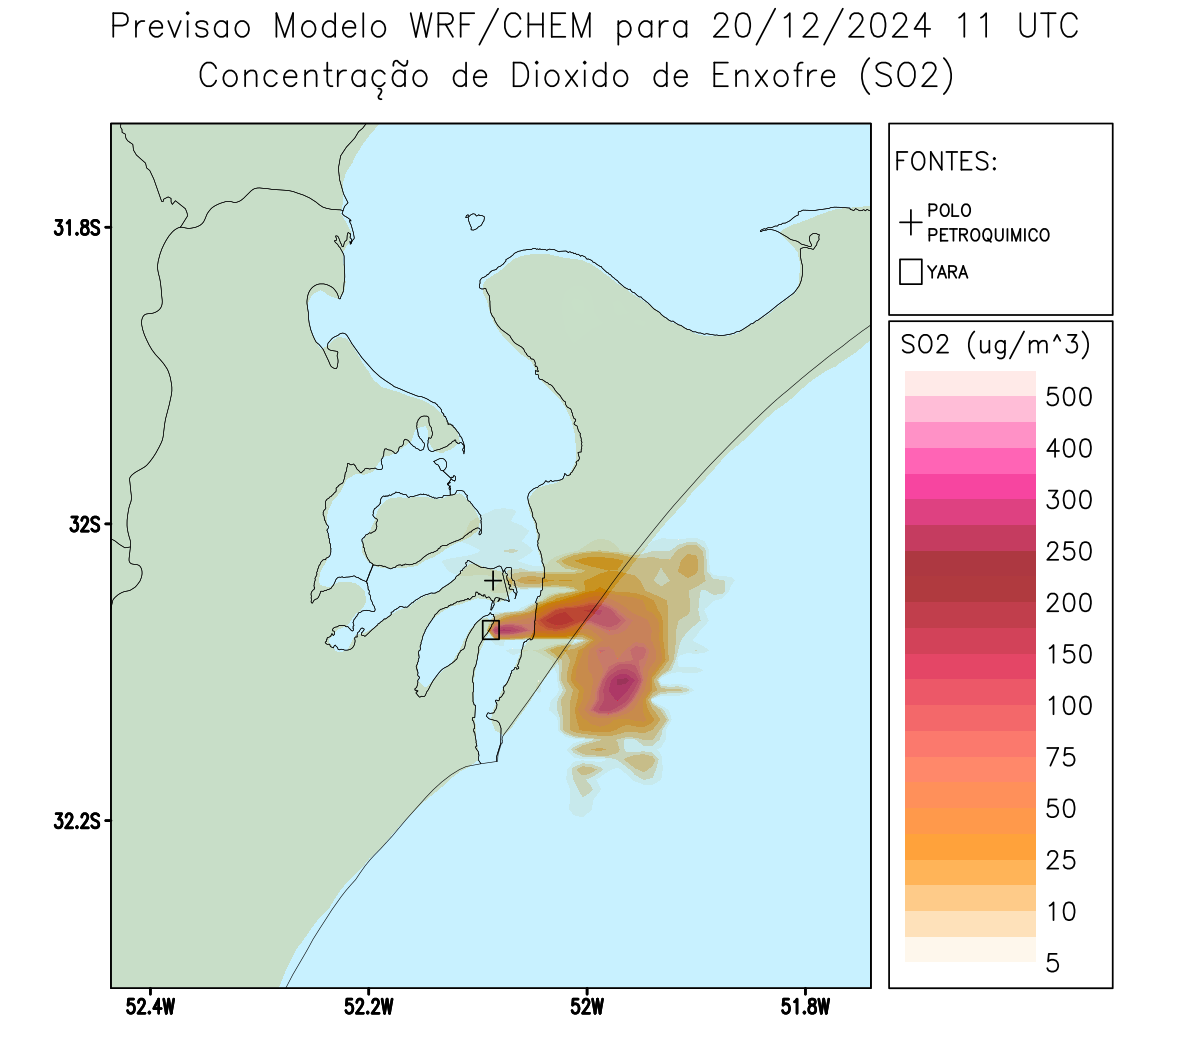 Previsao Modelo WRF/CHEM para 20/12/2024 11 UTC
Concentração de Dioxido de Enxofre (SO2)
FONTES:
POLO
PETROQUIMICO
YARA
SO2 (ug/m^3)
500
400
300
250
200
150
100
75
50
25
10
5
31.8S
32S
32.2S
52.4W
52.2W
52W
51.8W